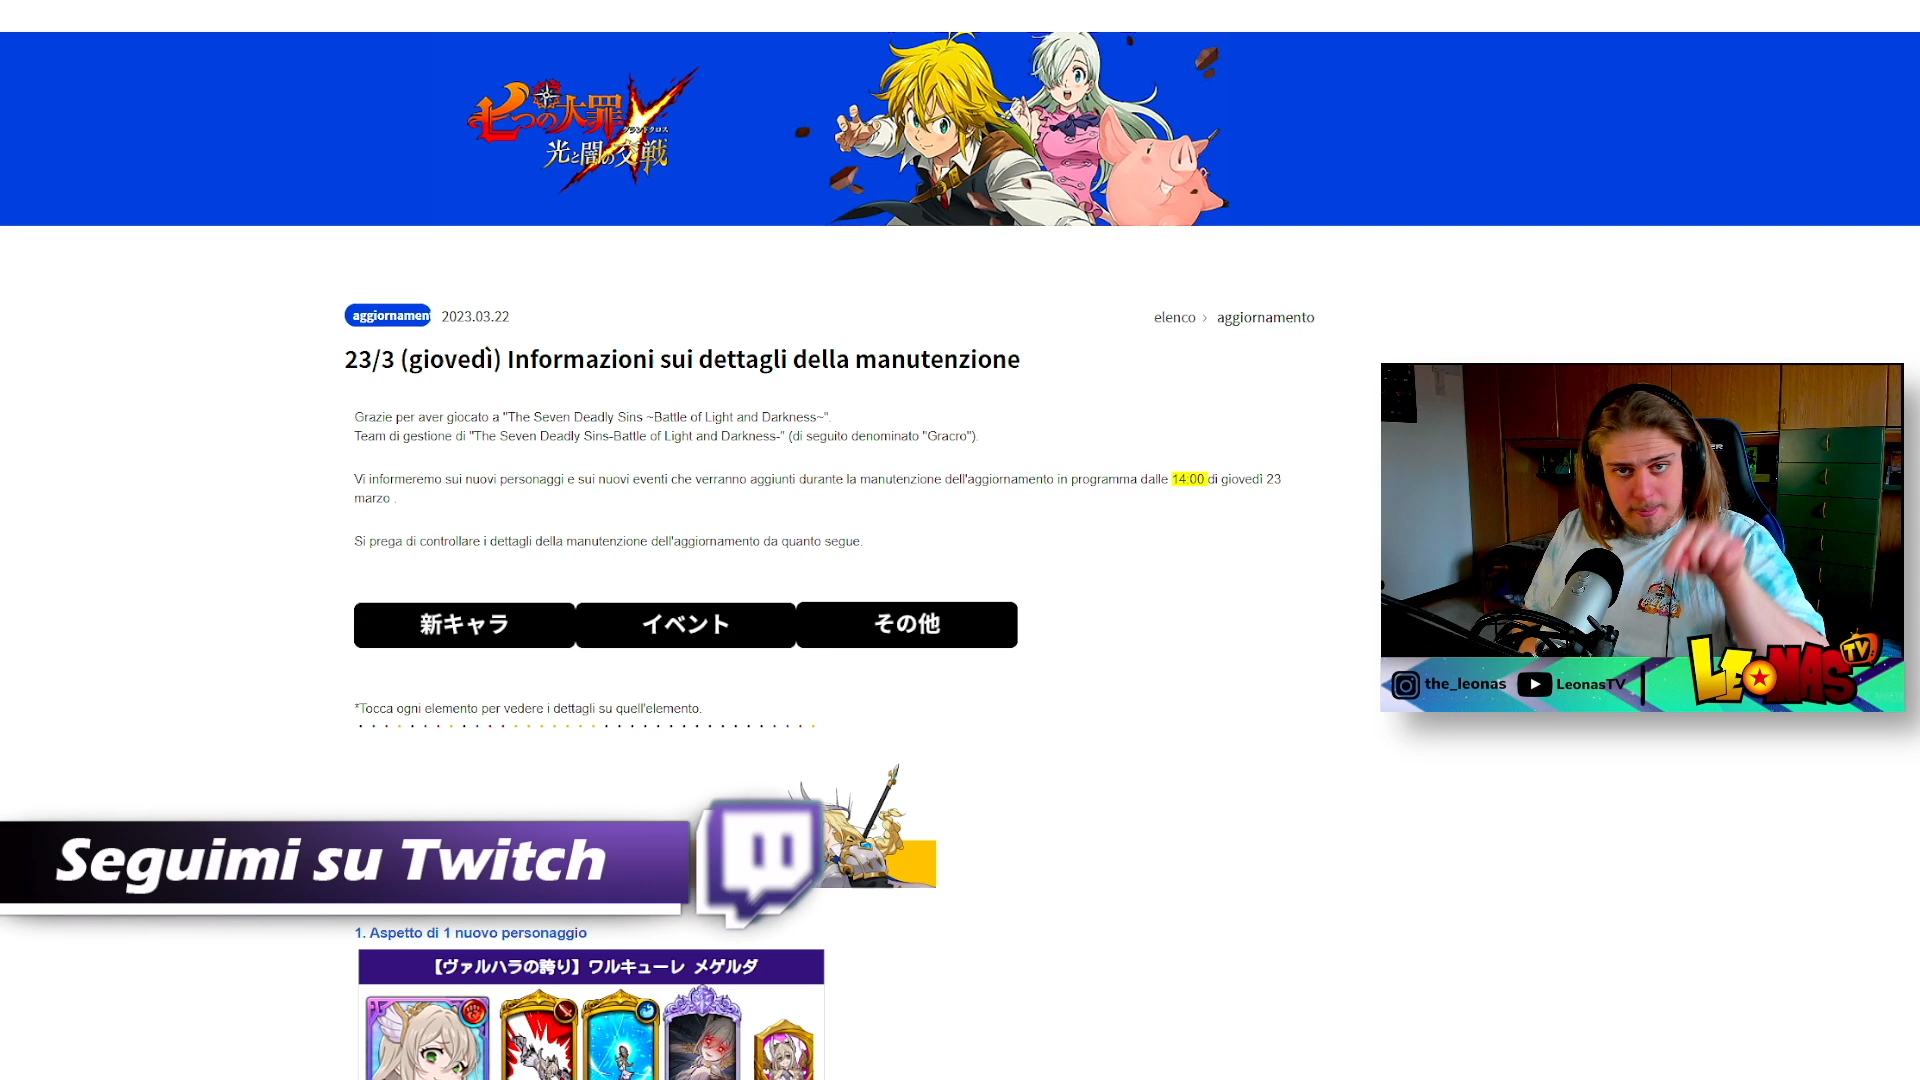 七つの大罪
グランドクロス
光と闇の交戦
aggiornamen
2023.03.22
elenco › aggiornamento
23/3 (giovedì) Informazioni sui dettagli della manutenzione
Grazie per aver giocato a "The Seven Deadly Sins ~Battle of Light and Darkness~".
Team di gestione di "The Seven Deadly Sins-Battle of Light and Darkness-" (di seguito denominato "Gracro").
Vi informeremo sui nuovi personaggi e sui nuovi eventi che verranno aggiunti durante la manutenzione dell'aggiornamento in programma dalle 14:00 di giovedì 23
marzo .
Si prega di controllare i dettagli della manutenzione dell'aggiornamento da quanto segue.
新キャラ
イベント
その他
*Tocca ogni elemento per vedere i dettagli su quell'elemento.
the_leonas
LeonasTV
LEONAS TV
Seguimi su Twitch
1. Aspetto di 1 nuovo personaggio
【ヴァルハラの誇り】ワルキューレ メゲルダ